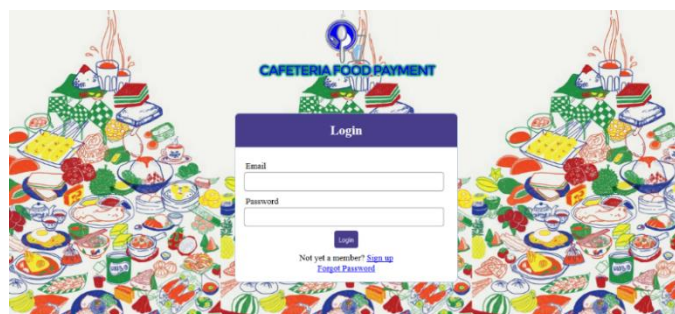 CAFETERIA FOOD PAYMENT
Login
Email
Password
Login
Not yet a member? Sign up
Forgot Password